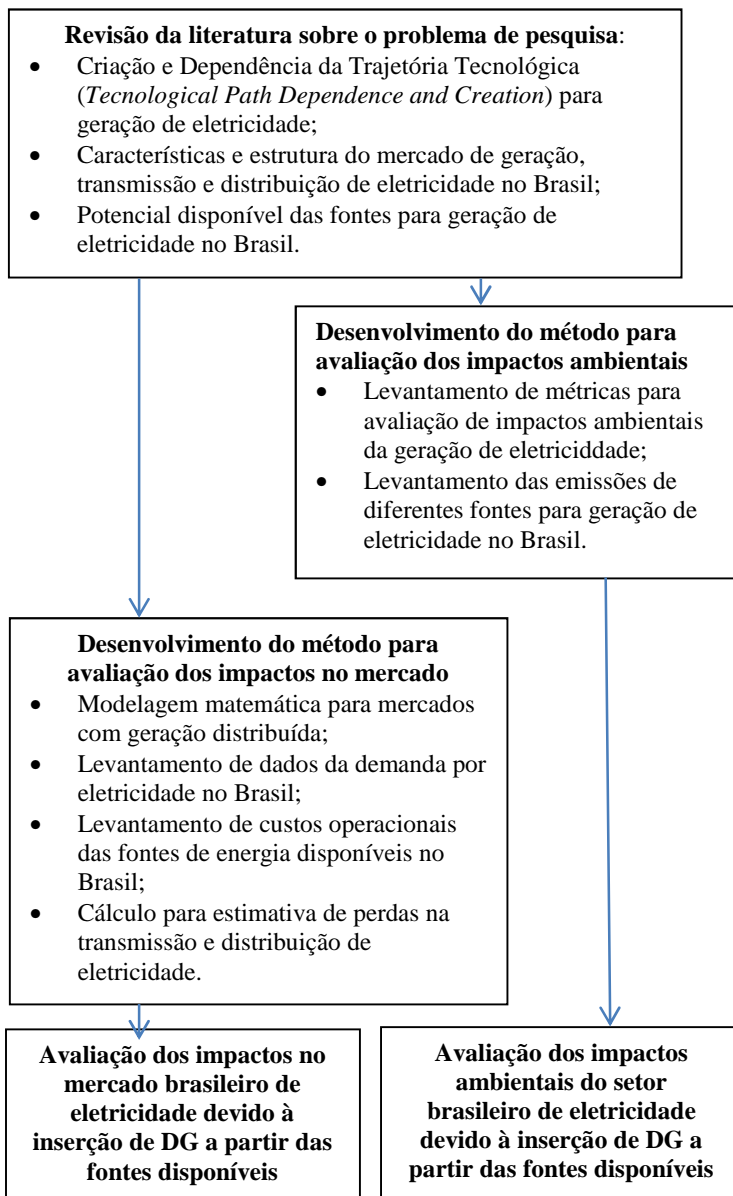 Revisão da literatura sobre o problema de pesquisa:
• Criação e Dependência da Trajetória Tecnológica
(Tecnological Path Dependence and Creation) para
geração de eletricidade;
• Características e estrutura do mercado de geração,
transmissão e distribuição de eletricidade no Brasil;
• Potencial disponível das fontes para geração de
eletricidade no Brasil.
Desenvolvimento do método para
avaliação dos impactos ambientais
• Levantamento de métricas para
avaliação de impactos ambientais
da geração de eletriciddade;
• Levantamento das emissões de
diferentes fontes para geração de
eletricidade no Brasil.
Desenvolvimento do método para
avaliação dos impactos no mercado
• Modelagem matemática para mercados
com geração distribuída;
• Levantamento de dados da demanda por
eletricidade no Brasil;
• Levantamento de custos operacionais
das fontes de energia disponíveis no
Brasil;
• Cálculo para estimativa de perdas na
transmissão e distribuição de
eletricidade.
Avaliação dos impactos no
mercado brasileiro de
eletricidade devido à
inserção de DG a partir das
fontes disponíveis
Avaliação dos impactos
ambientais do setor
brasileiro de eletricidade
devido à inserção de DG a
partir das fontes disponíveis